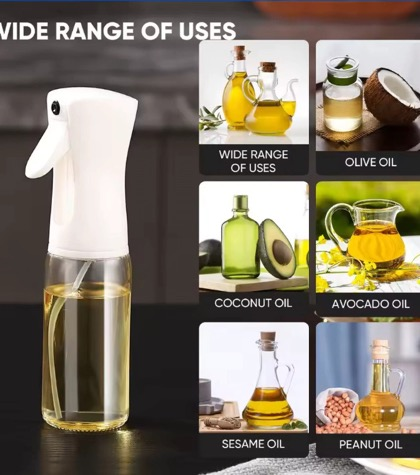 WIDE RANGE OF USES
WIDE RANGE
OF USES
OLIVE OIL
COCONUT OIL
AVOCADO OIL
SESAME OIL
PEANUT OIL